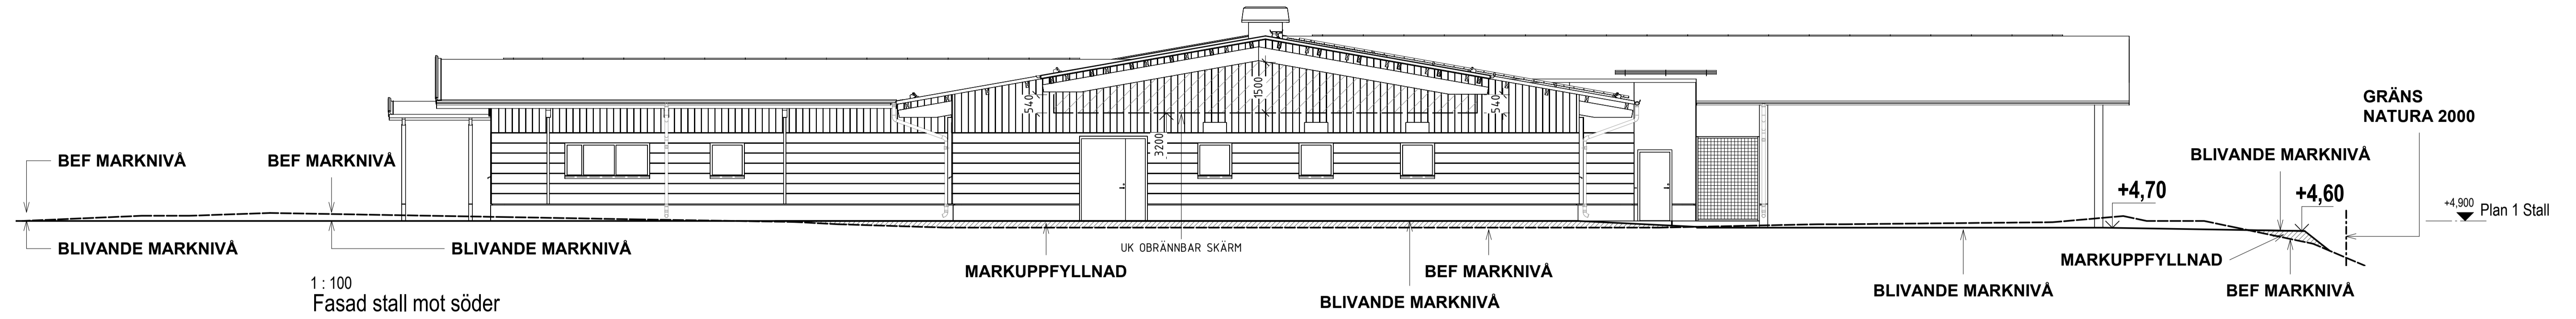 GRÄNS
NATURA 2000
BEF MARKNIVÅ
BEF MARKNIVÅ
BLIVANDE MARKNIVÅ
540
1500
540
3200
+4,70
+4,60
+4,900
Plan 1 Stall
BLIVANDE MARKNIVÅ
BLIVANDE MARKNIVÅ
UK OBRÄNNBAR SKÄRM
MARKUPPFYLLNAD
BEF MARKNIVÅ
MARKUPPFYLLNAD
BLIVANDE MARKNIVÅ
BLIVANDE MARKNIVÅ
BEF MARKNIVÅ
1 : 100
Fasad stall mot söder